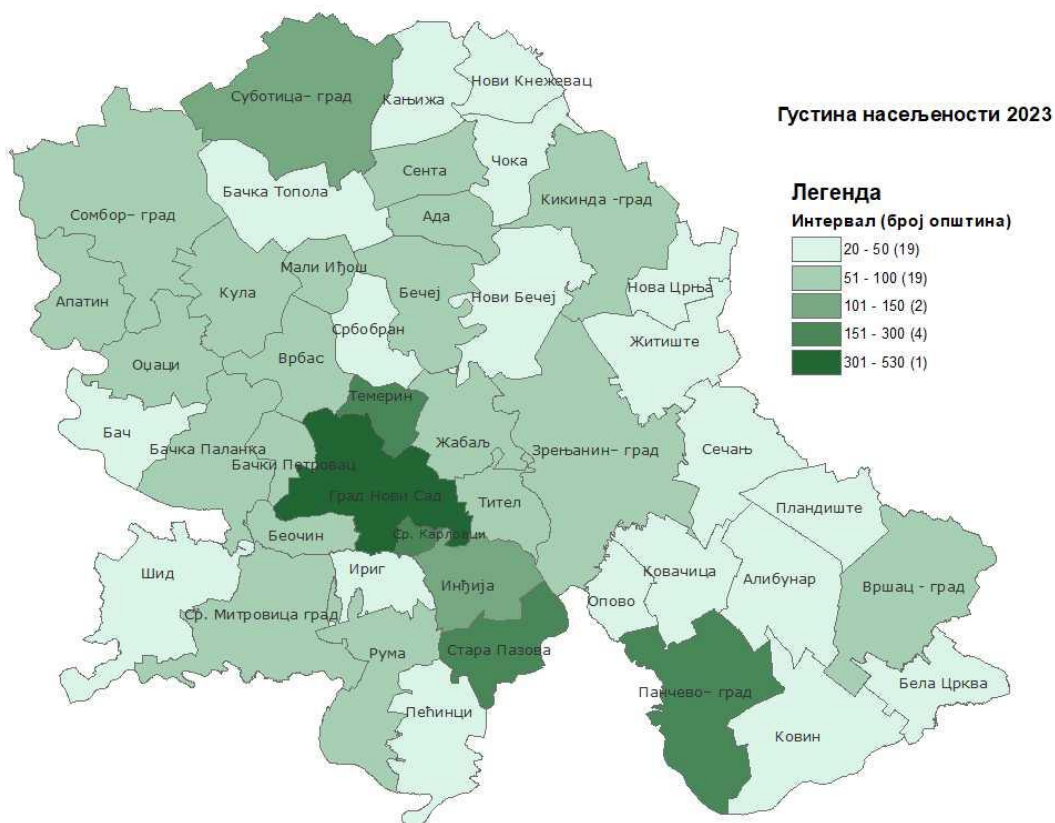 Густина насељености 2023
Легенда
Интервал (број општина)
20 - 50 (19)
51 - 100 (19)
101 - 150 (2)
151 - 300 (4)
301 - 530 (1)
Суботица– град
Кањижа
Нови Кнежевац
Чока
Сента
Бачка Топола
Кикинда -град
Сомбор– град
Ада
Мали Иђош
Нова Црња
Апатин
Кула
Бечеј
Нови Бечеј
Србобран
Житиште
Оџаци
Врбас
Темерин
Бач
Бачка Паланка
Жабаљ
Зрењанин– град
Сечањ
Бачки Петровац
Град Нови Сад
Тител
Пландиште
Беочин
Ср. Карловци
Шид
Ириг
Инђија
Ковачица
Алибунар
Вршац - град
Опово
Ср. Митровица град
Рума
Стара Пазова
Панчево– град
Бела Црква
Пећинци
Ковин